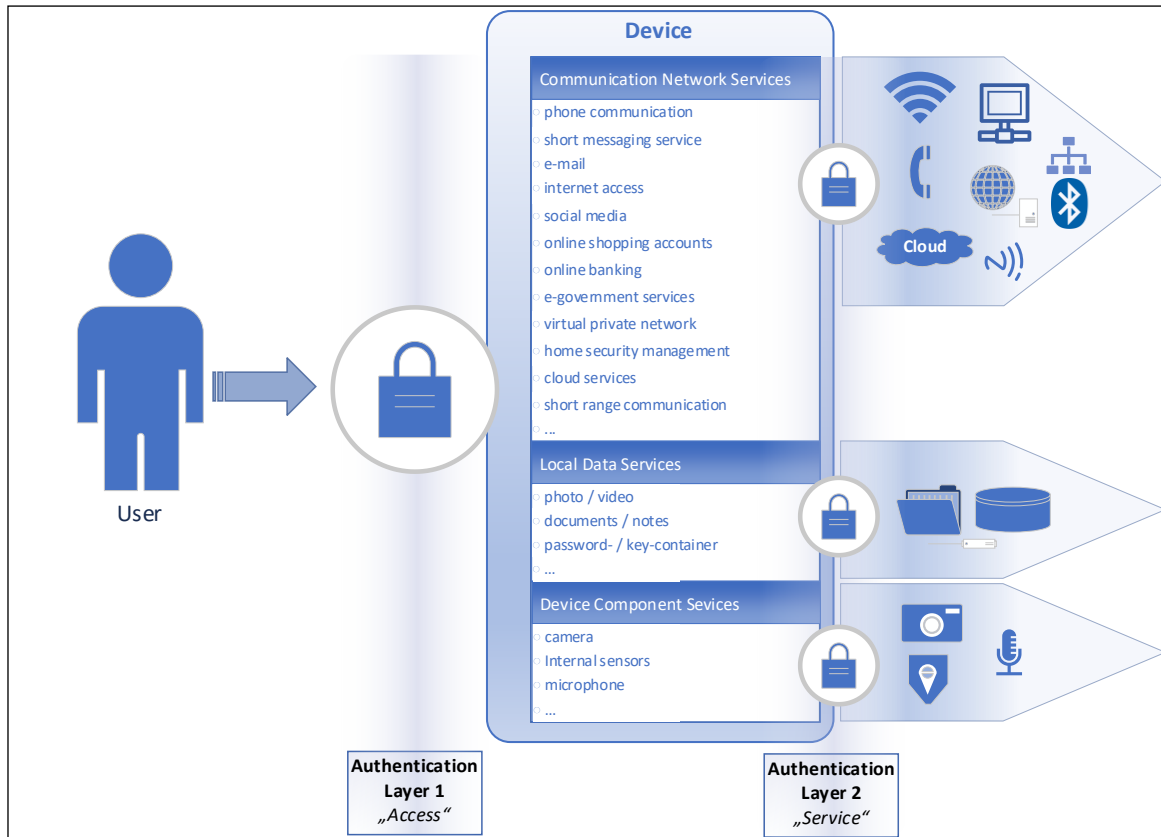 Device
Communication Network Services
phone communication
short messaging service
e-mail
internet access
social media
online shopping accounts
online banking
e-government services
virtual private network
home security management
cloud services
short range communication
...
Local Data Services
photo / video
documents / notes
password- / key-container
...
Device Component Sevices
camera
Internal sensors
microphone
...
Cloud
User
Authentication
Layer 1
„Access“
Authentication
Layer 2
„Service“